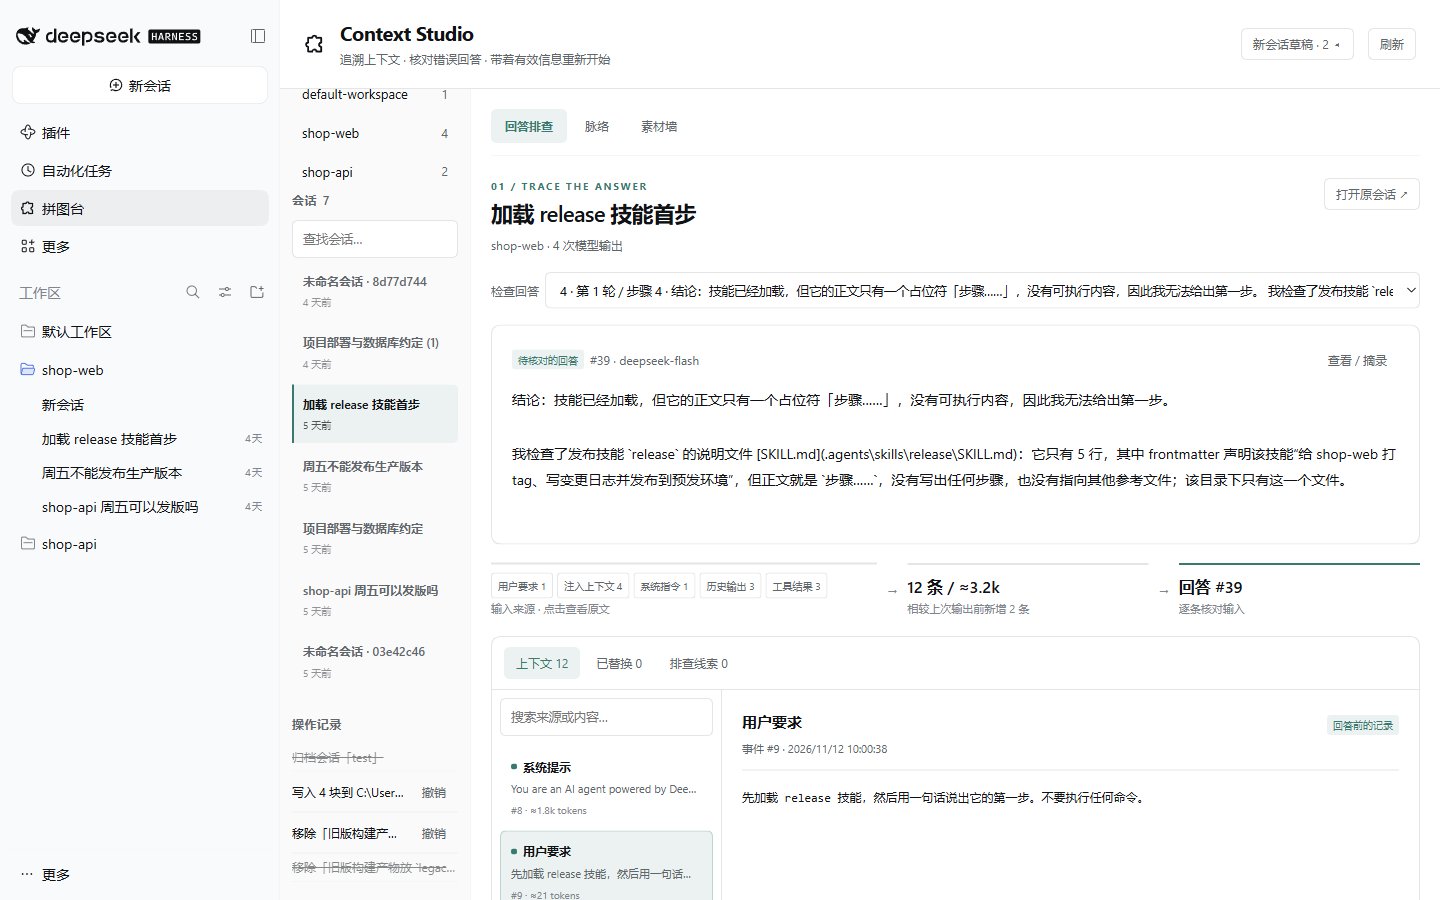 deepseek HARNESS
新会话
插件
自动化任务
拼图台
更多
工作区
默认工作区
shop-web
新会话
加载 release 技能首步 4天
周五不能发布生产版本 4天
shop-api 周五可以发版吗 4天
shop-api
更多
Context Studio
追溯上下文 · 核对错误回答 · 带着有效信息重新开始
新会话草稿 · 2
刷新
default-workspace 1
shop-web 4
shop-api 2
会话 7
查找会话...
未命名会话 · 8d77d744
4 天前
项目部署与数据库约定 (1)
4 天前
加载 release 技能首步
5 天前
周五不能发布生产版本
5 天前
项目部署与数据库约定
5 天前
shop-api 周五可以发版吗
5 天前
未命名会话 · 03e42c46
5 天前
操作记录
归档会话「test」
写入 4 块到 C:\User... 撤销
移除「旧版构建产... 撤销
移除「旧版构建产物放 `legac...
回答排查 脉络 素材墙
01 / TRACE THE ANSWER
加载 release 技能首步
shop-web · 4 次模型输出
打开原会话 ↗
检查回答 4 · 第 1 轮 / 步骤 4 · 结论：技能已经加载，但它的正文只有一个占位符「步骤……」，没有可执行内容，因此我无法给出第一步。 我检查了发布技能 `rele
待核对的回答 #39 · deepseek-flash 查看 / 摘录
结论：技能已经加载，但它的正文只有一个占位符「步骤……」，没有可执行内容，因此我无法给出第一步。
我检查了发布技能 `release` 的说明文件 [SKILL.md](.agents\skills\release\SKILL.md)：它只有 5 行，其中 frontmatter 声明该技能“给 shop-web 打
tag、写变更日志并发布到预发环境”，但正文就是 `步骤……`，没有写出任何步骤，也没有指向其他参考文件；该目录下只有这一个文件。
用户要求 1 注入上下文 4 系统指令 1 历史输出 3 工具结果 3
输入来源 · 点击查看原文
→
12 条 / ≈3.2k
相较上次输出前新增 2 条
→
回答 #39
逐条核对输入
上下文 12 已替换 0 排查线索 0
搜索来源或内容...
系统提示
You are an AI agent powered by Dee...
#8 · ≈1.8k tokens
用户要求
先加载 release 技能，然后用一句话...
#9 · ≈21 tokens
用户要求
回答前的记录
事件 #9 · 2026/11/12 10:00:38
先加载 release 技能，然后用一句话说出它的第一步。不要执行任何命令。